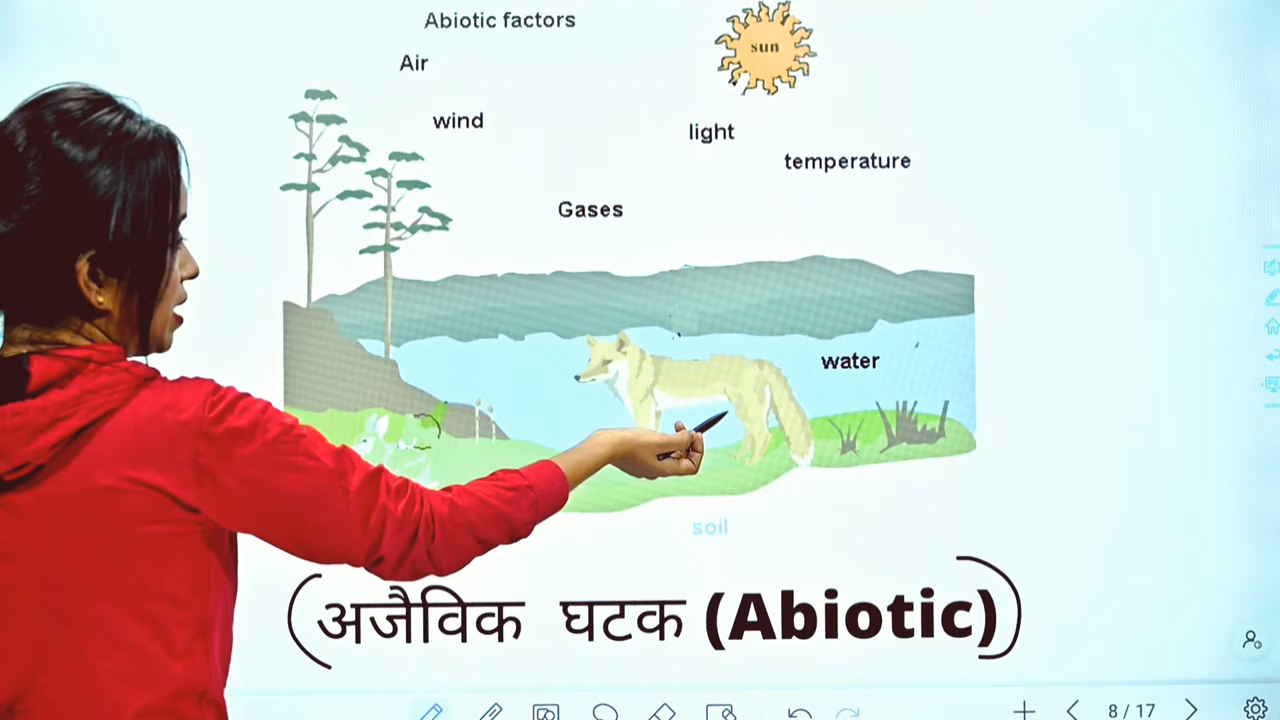 Abiotic factors
sun
Air
wind
light
temperature
Gases
water
soil
(अजैविक घटक (Abiotic))
8 / 17